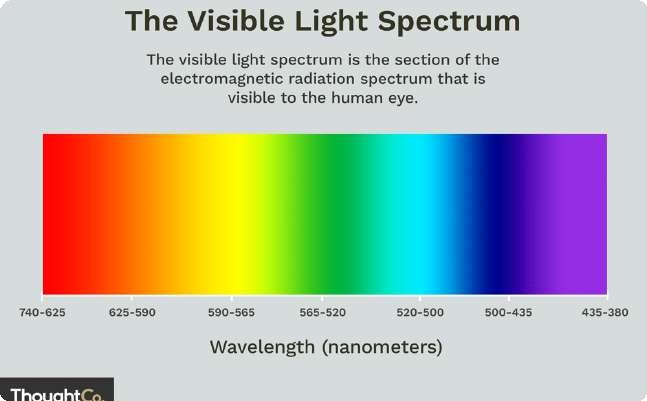 The Visible Light Spectrum
The visible light spectrum is the section of the
electromagnetic radiation spectrum that is
visible to the human eye.
740-625 625-590 590-565 565-520 520-500 500-435 435-380
Wavelength (nanometers)
ThoughtCo.